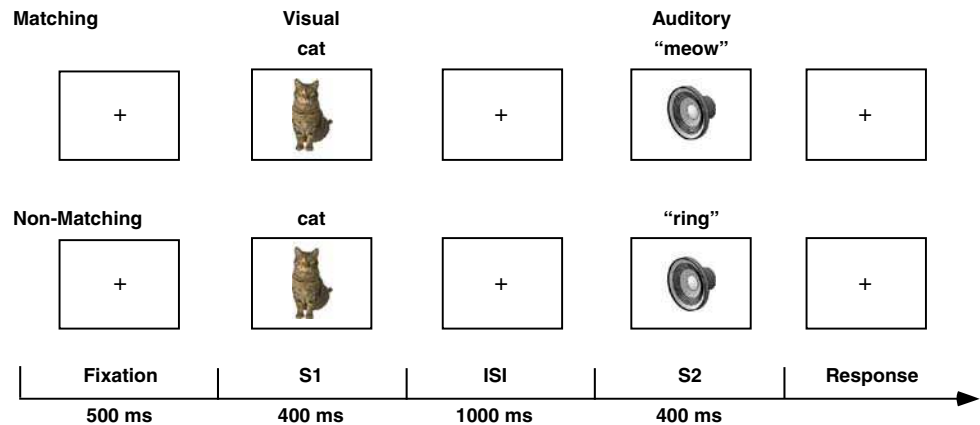 Matching Visual Auditory
cat “meow”
+ + +
Non-Matching cat “ring”
+ + +
Fixation S1 ISI S2 Response
500 ms 400 ms 1000 ms 400 ms